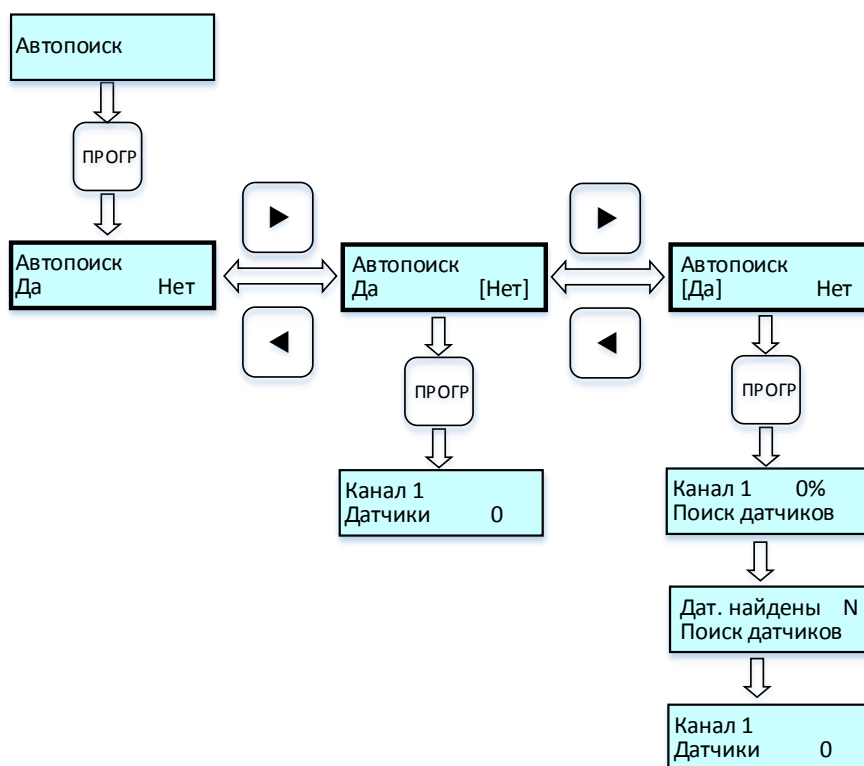 Автопоиск
ПРОГР
Автопоиск
Да Нет
Автопоиск
Да [Нет]
Автопоиск
[Да] Нет
ПРОГР
ПРОГР
Канал 1
Датчики 0
Канал 1 0%
Поиск датчиков
Дат. найдены N
Поиск датчиков
Канал 1
Датчики 0